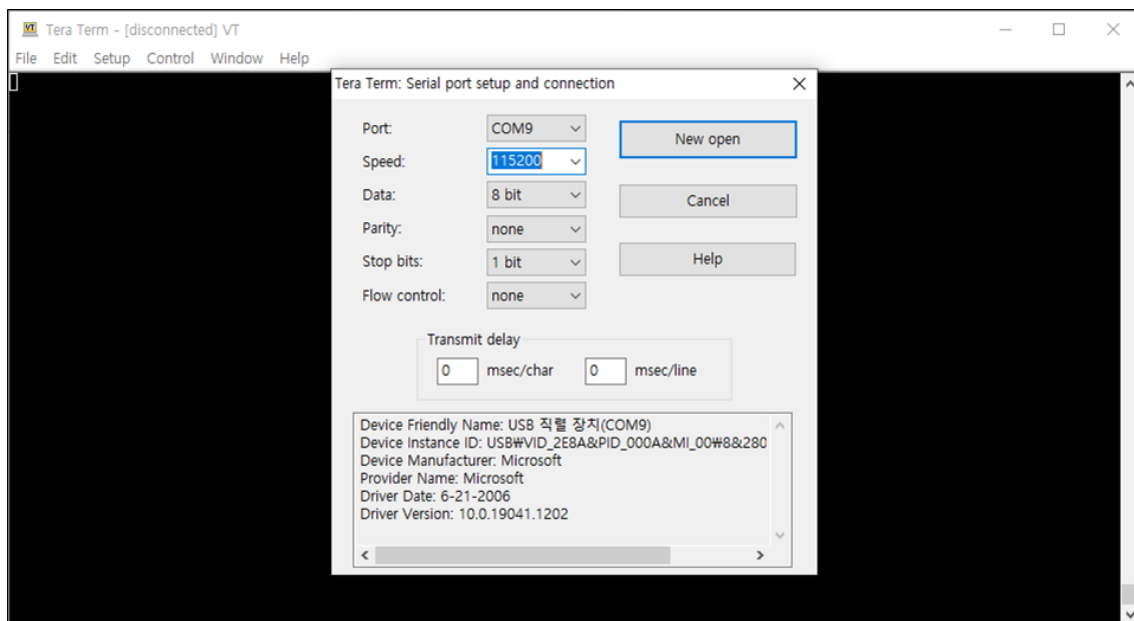 Tera Term - [disconnected] VT
File Edit Setup Control Window Help
Tera Term: Serial port setup and connection
Port: COM9 New open
Speed: 115200
Data: 8 bit Cancel
Parity: none
Stop bits: 1 bit Help
Flow control: none
Transmit delay
0 msec/char 0 msec/line
Device Friendly Name: USB 직렬 장치(COM9)
Device Instance ID: USB₩VID_2E8A&PID_000A&MI_00₩8&280
Device Manufacturer: Microsoft
Provider Name: Microsoft
Driver Date: 6-21-2006
Driver Version: 10.0.19041.1202